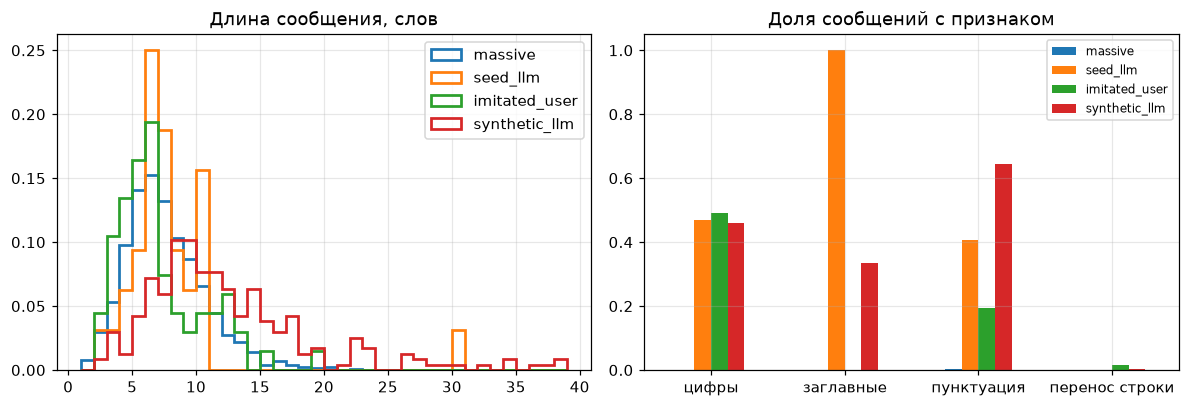 Длина сообщения, слов
0.25
0.20
0.15
0.10
0.05
0.00
0 5 10 15 20 25 30 35 40
massive
seed_llm
imitated_user
synthetic_llm
Доля сообщений с признаком
1.0
0.8
0.6
0.4
0.2
0.0
цифры заглавные пунктуация перенос строки
massive
seed_llm
imitated_user
synthetic_llm